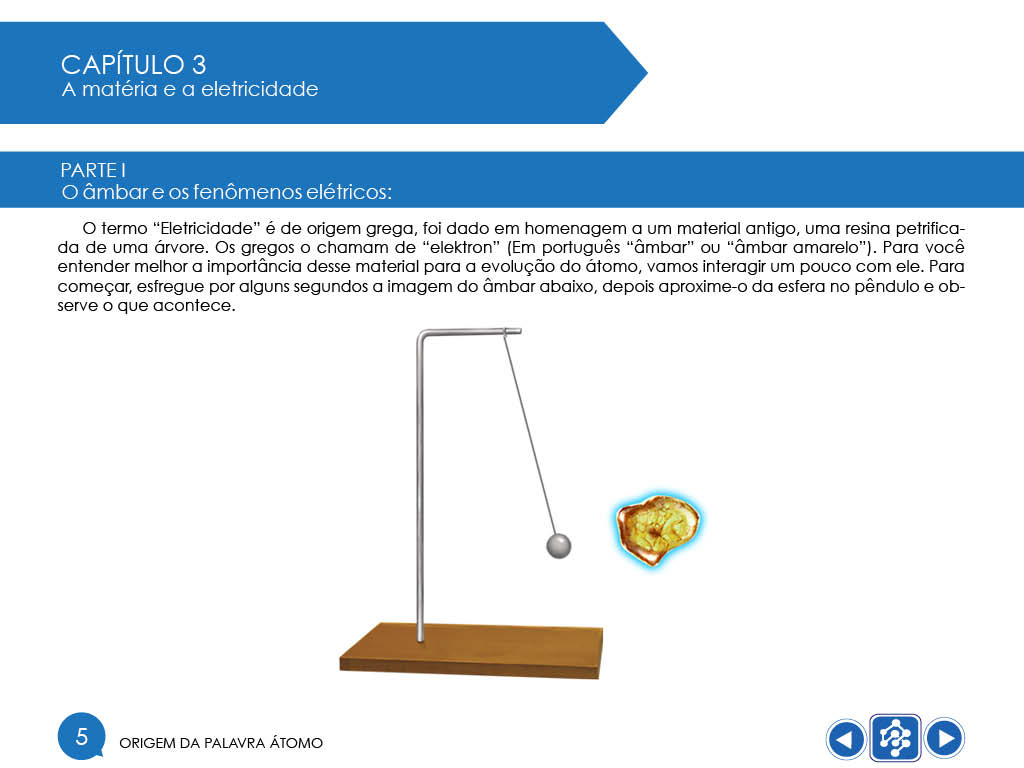 CAPÍTULO 3
A matéria e a eletricidade
PARTE I
O âmbar e os fenômenos elétricos:
O termo “Eletricidade” é de origem grega, foi dado em homenagem a um material antigo, uma resina petrifica-
da de uma árvore. Os gregos o chamam de “elektron” (Em português “âmbar” ou “âmbar amarelo”). Para você
entender melhor a importância desse material para a evolução do átomo, vamos interagir um pouco com ele. Para
começar, esfregue por alguns segundos a imagem do âmbar abaixo, depois aproxime-o da esfera no pêndulo e ob-
serve o que acontece.
5
ORIGEM DA PALAVRA ÁTOMO